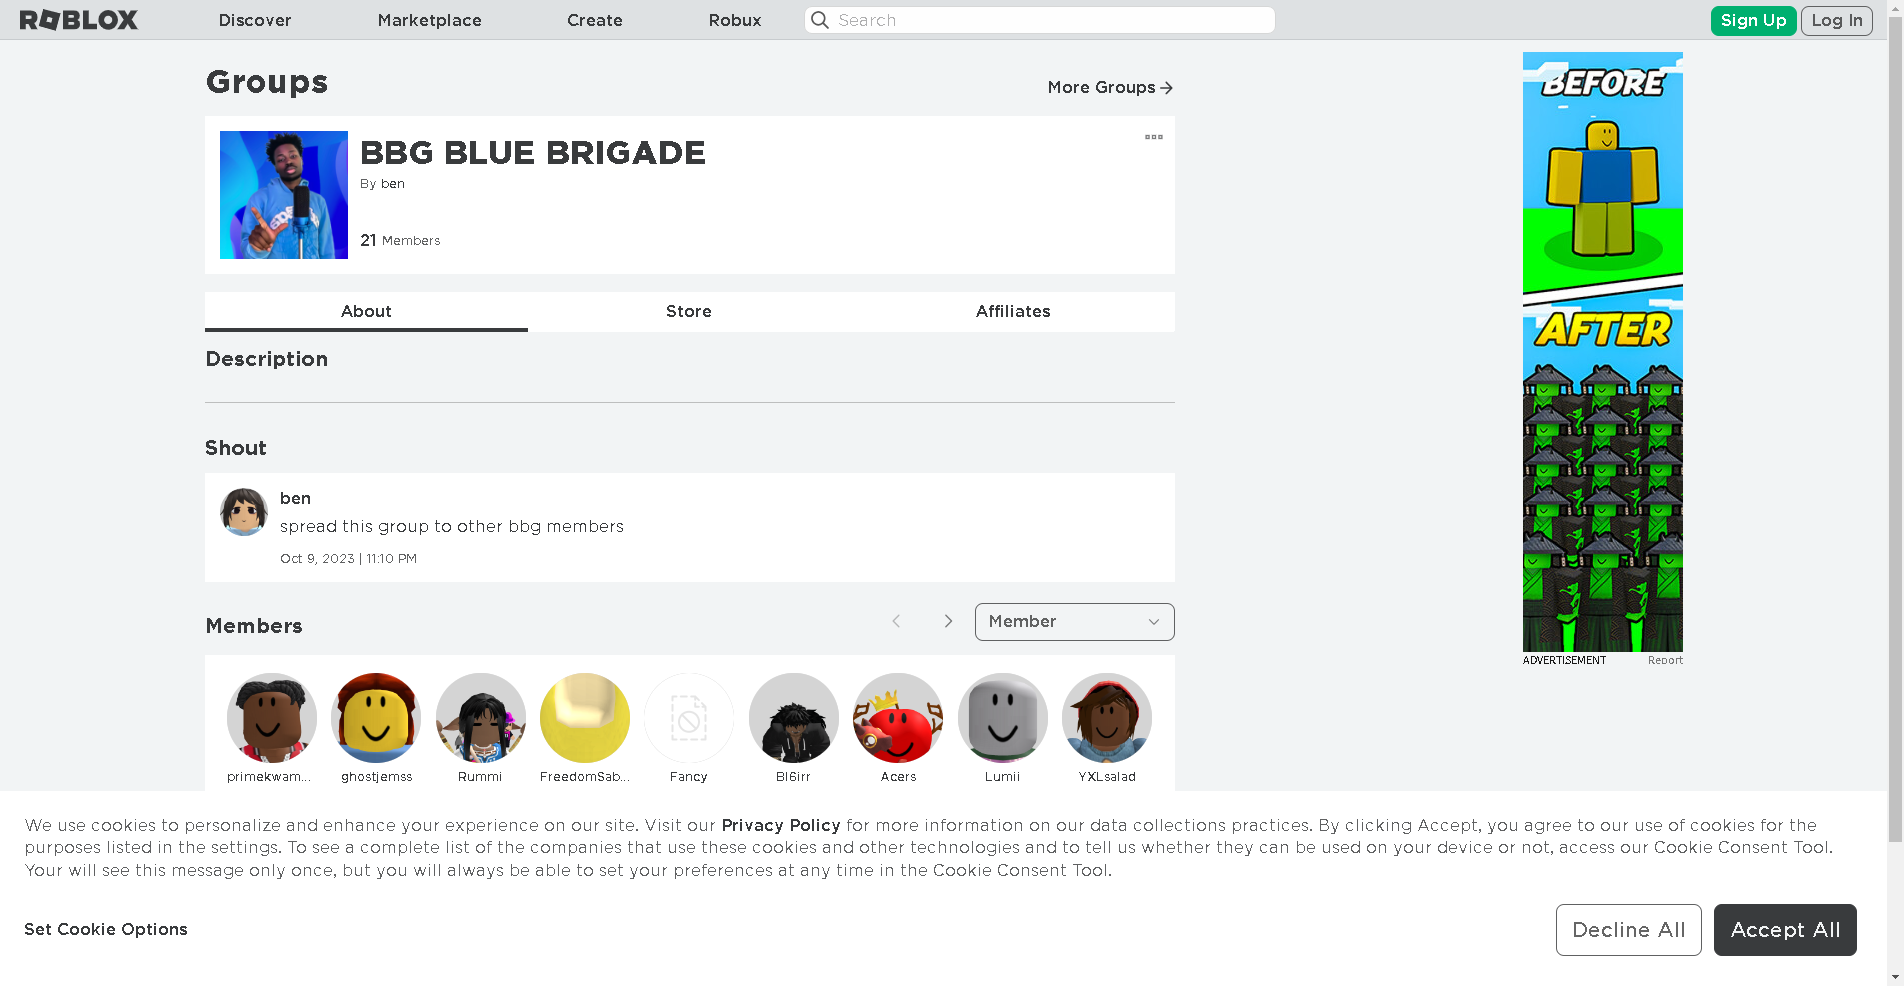 ROBLOX
Discover
Marketplace
Create
Robux
Search
Sign Up
Log In
Groups
More Groups
BBG BLUE BRIGADE
By ben
21 Members
About
Store
Affiliates
Description
Shout
ben
spread this group to other bbg members
Oct 9, 2023 | 11:10 PM
Members
Member
primekwam...
ghostjemss
Rummi
FreedomSab...
Fancy
Bl6irr
Acers
Lumii
YXLsalad
BEFORE
AFTER
ADVERTISEMENT
Report
We use cookies to personalize and enhance your experience on our site. Visit our Privacy Policy for more information on our data collections practices. By clicking Accept, you agree to our use of cookies for the
purposes listed in the settings. To see a complete list of the companies that use these cookies and other technologies and to tell us whether they can be used on your device or not, access our Cookie Consent Tool.
Your will see this message only once, but you will always be able to set your preferences at any time in the Cookie Consent Tool.
Set Cookie Options
Decline All
Accept All